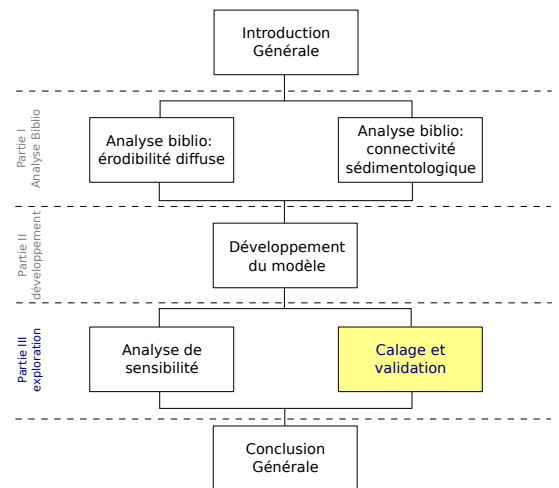 Introduction
Générale
Partie I
Analyse Biblio
Analyse biblio:
érodibilité diffuse
Analyse biblio:
connectivité
sédimentologique
Partie II
développement
Développement
du modèle
Partie III
exploration
Analyse de
sensibilité
Calage et
validation
Conclusion
Générale